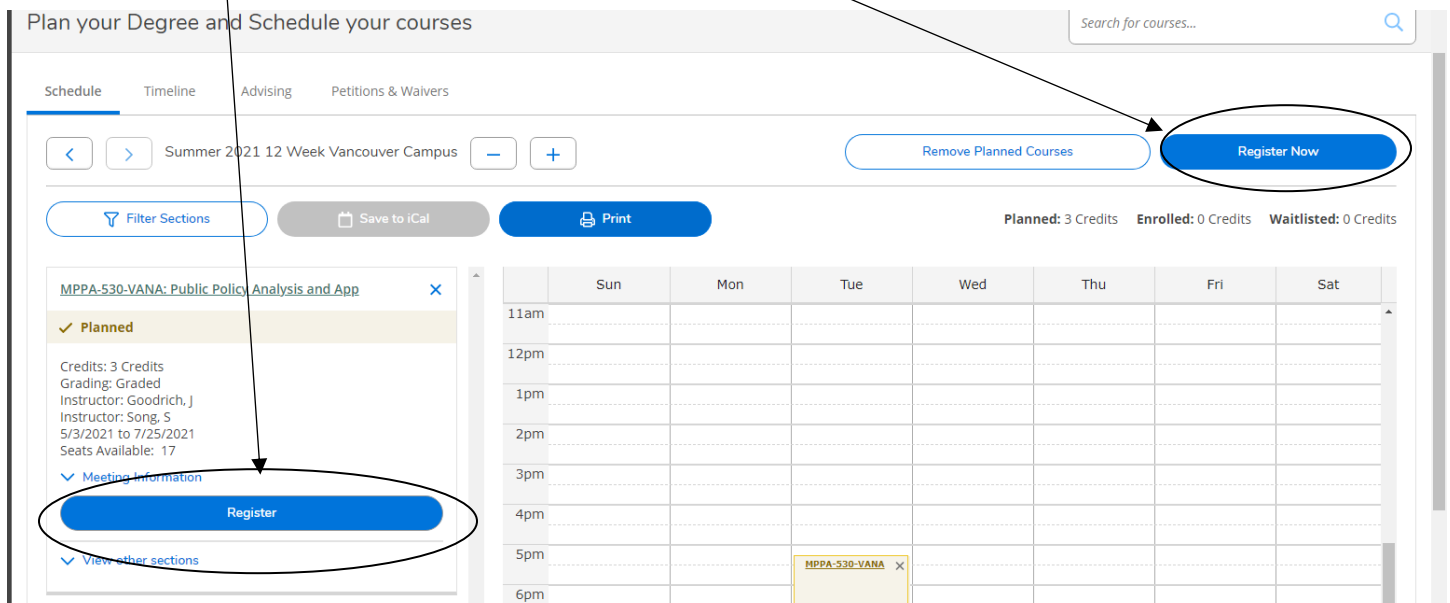 Plan your Degree and Schedule your courses
Search for courses...
Schedule Timeline Advising Petitions & Waivers
Summer 2021 12 Week Vancouver Campus
Remove Planned Courses
Register Now
Filter Sections
Save to iCal
Print
Planned: 3 Credits Enrolled: 0 Credits Waitlisted: 0 Credits
MPPA-530-VANA: Public Policy Analysis and App
Planned
Credits: 3 Credits
Grading: Graded
Instructor: Goodrich, J
Instructor: Song, S
5/3/2021 to 7/25/2021
Seats Available: 17
Meeting Information
Register
View other sections
Sun Mon Tue Wed Thu Fri Sat
11am
12pm
1pm
2pm
3pm
4pm
5pm
MPPA-530-VANA
6pm